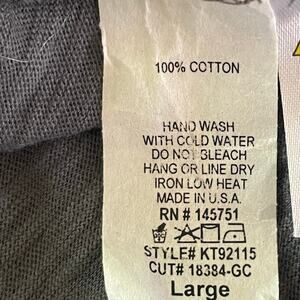 100% COTTON
HAND WASH
WITH COLD WATER
DO NOT BLEACH
HANG OR LINE DRY
IRON LOW HEAT
MADE IN U.S.A.
RN # 145751
STYLE# KT92115
CUT# 18384-GC
Large